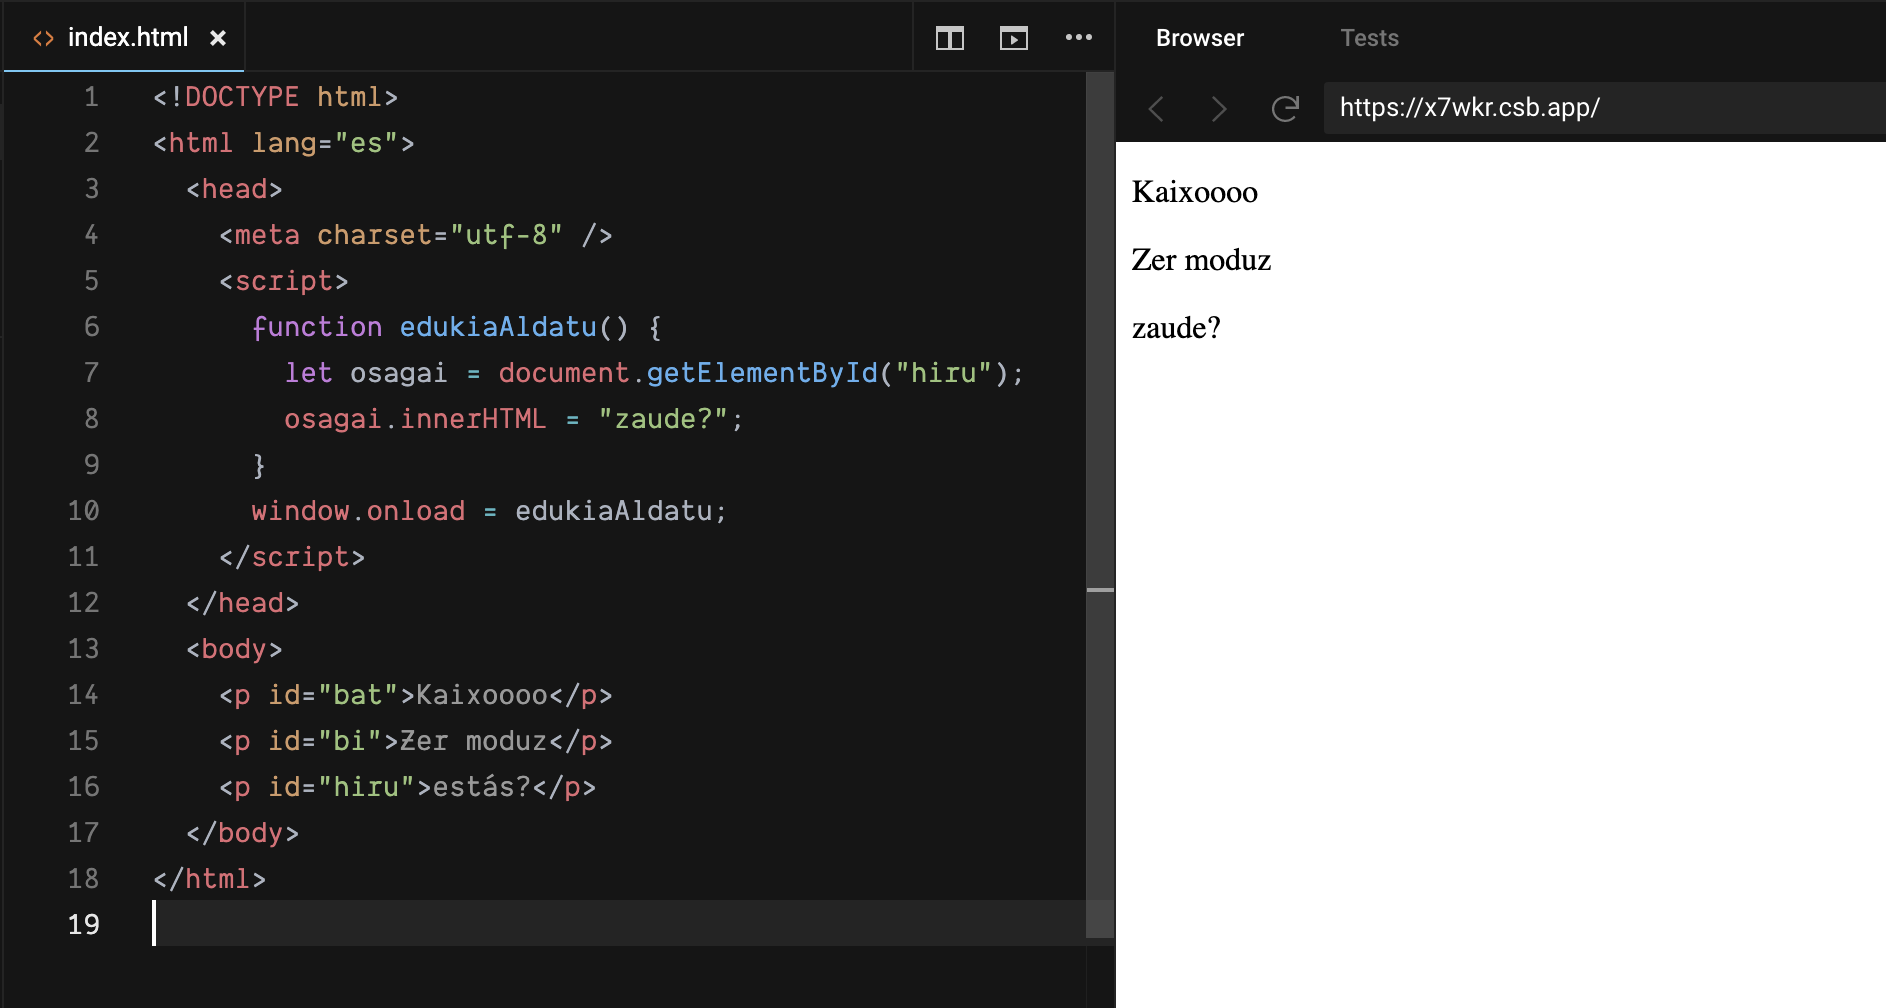 index.html
Browser Tests
https://x7wkr.csb.app/
1 <!DOCTYPE html>
2 <html lang="es">
3   <head>
4     <meta charset="utf-8" />
5     <script>
6       function edukiaAldatu() {
7         let osagai = document.getElementById("hiru");
8         osagai.innerHTML = "zaude?";
9       }
10       window.onload = edukiaAldatu;
11     </script>
12   </head>
13   <body>
14     <p id="bat">Kaixoooo</p>
15     <p id="bi">Zer moduz</p>
16     <p id="hiru">estás?</p>
17   </body>
18 </html>
19
Kaixoooo
Zer moduz
zaude?